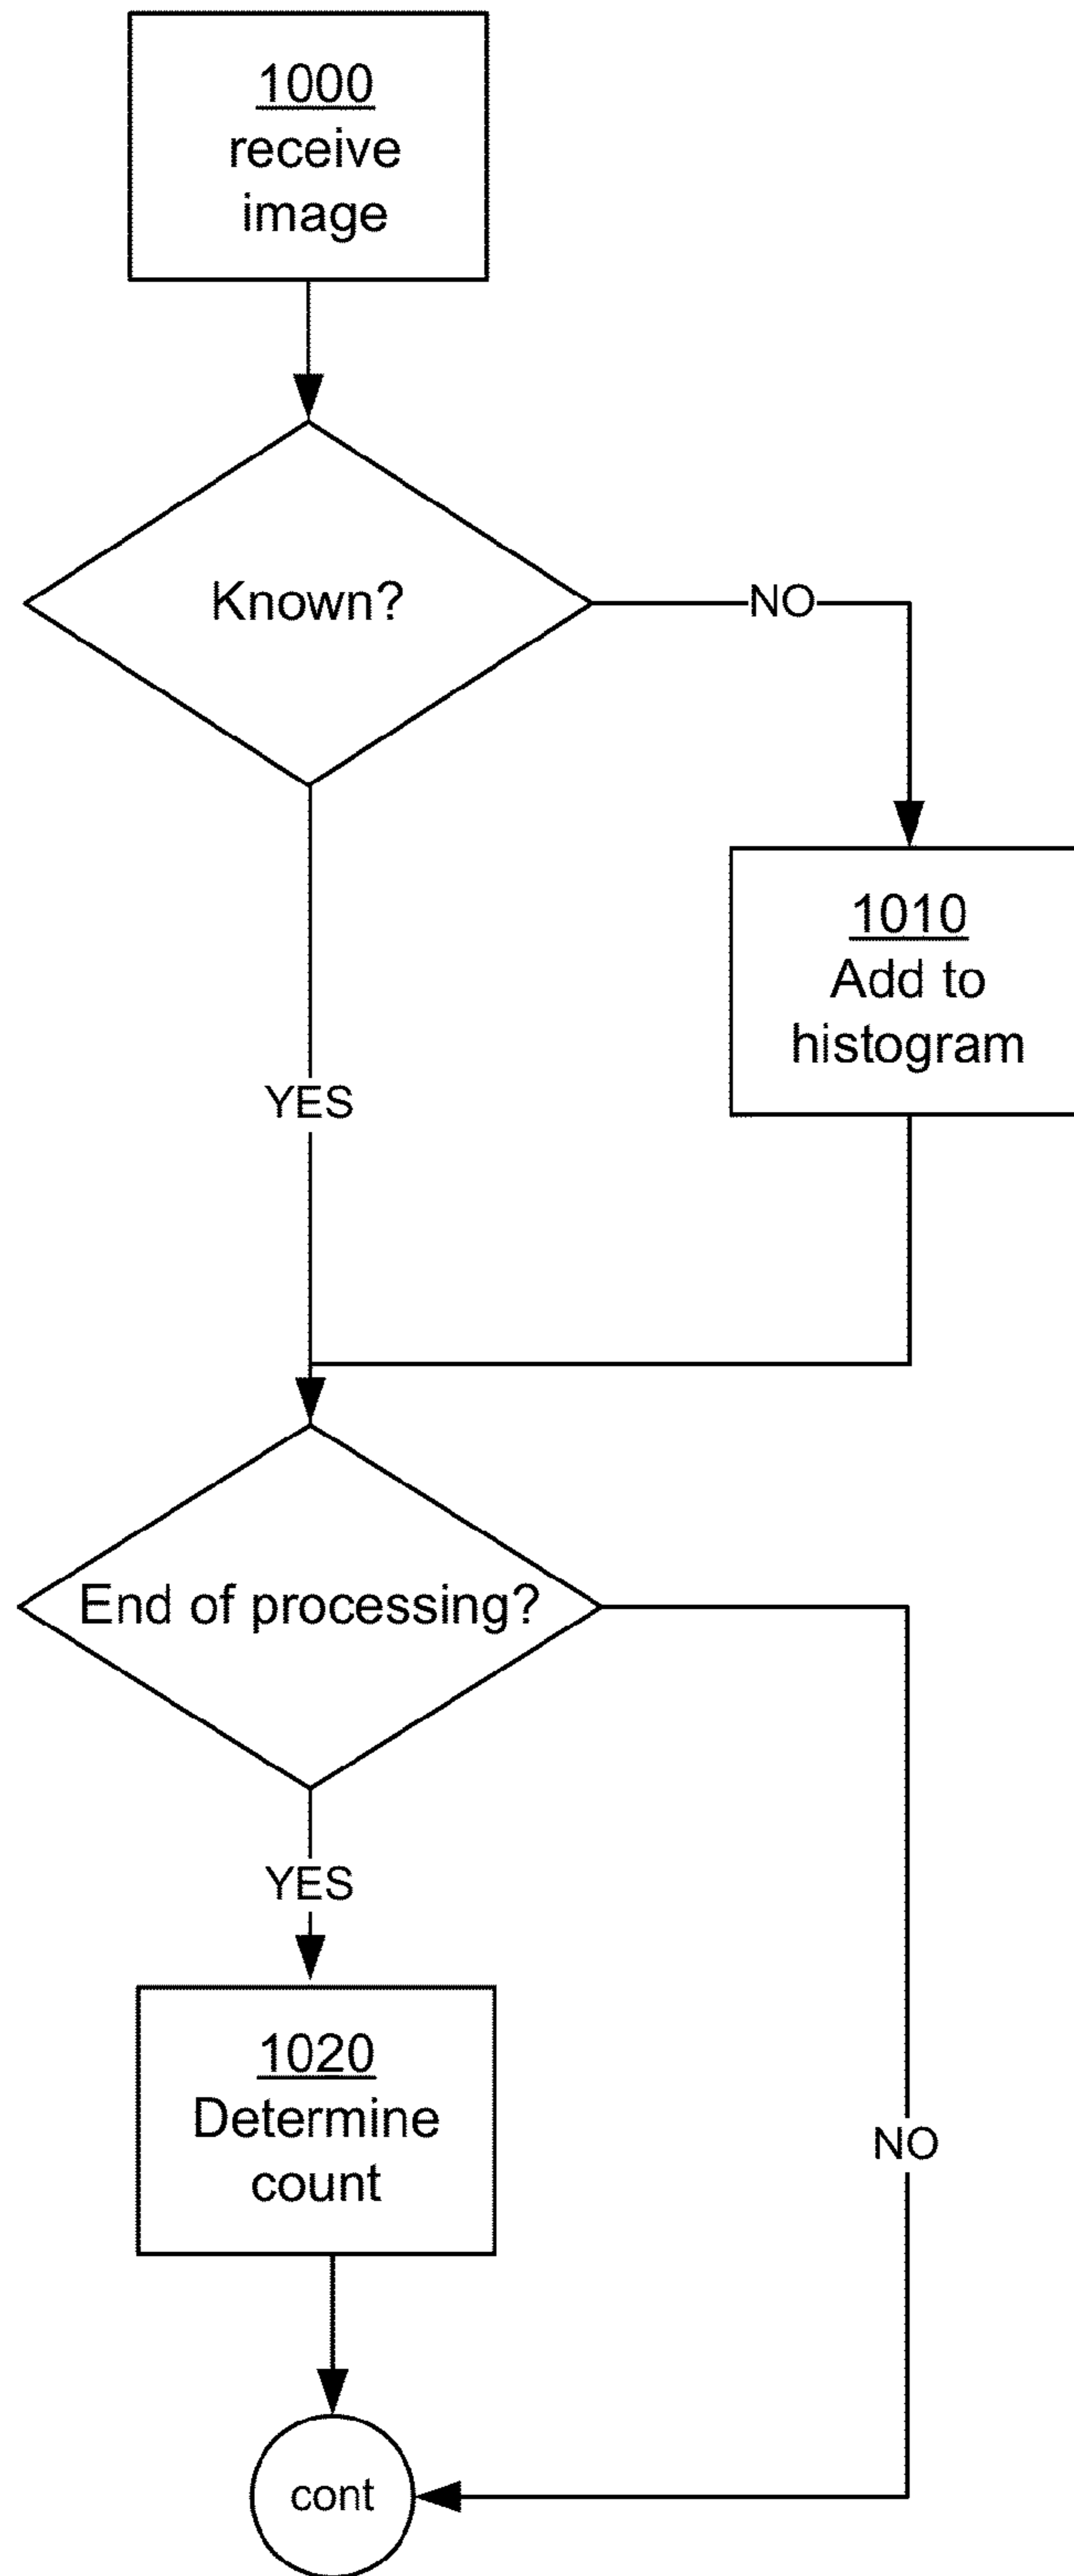 1000
receive
image
Known?
NO
1010
Add to
histogram
YES
End of processing?
YES
1020
Determine
count
NO
cont